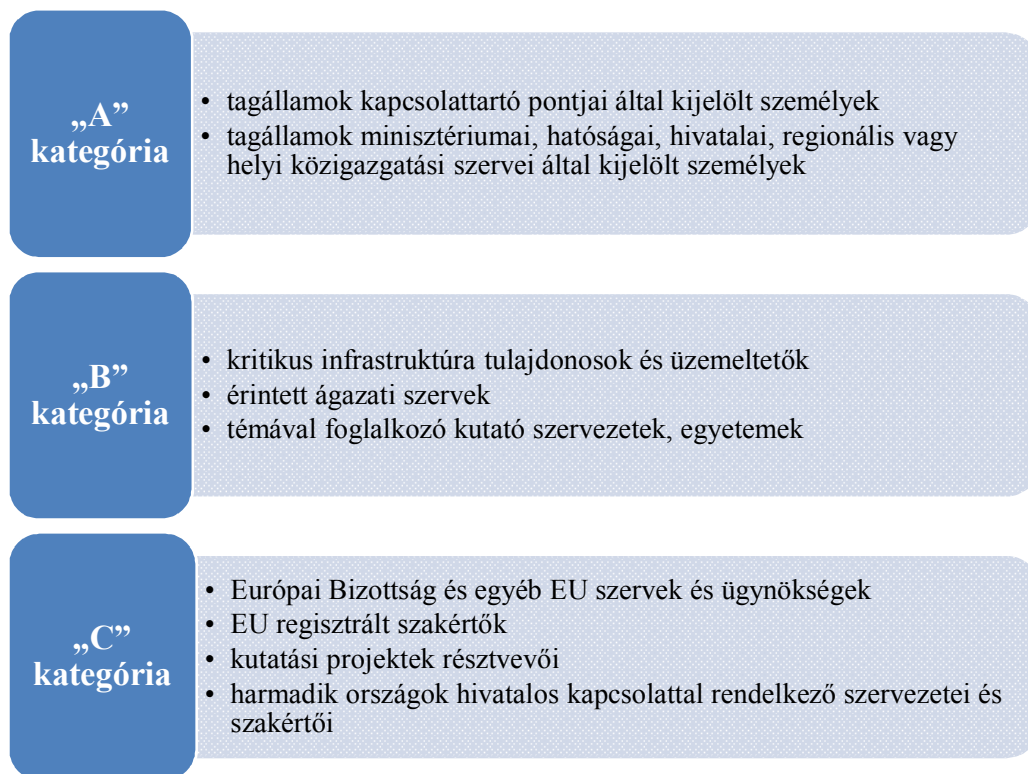 „A”
kategória
• tagállamok kapcsolattartó pontjai által kijelölt személyek
• tagállamok minisztériumai, hatóságai, hivatalai, regionális vagy
helyi közigazgatási szervei által kijelölt személyek
„B”
kategória
• kritikus infrastruktúra tulajdonosok és üzemeltetők
• érintett ágazati szervek
• témával foglalkozó kutató szervezetek, egyetemek
„C”
kategória
• Európai Bizottság és egyéb EU szervek és ügynökségek
• EU regisztrált szakértők
• kutatási projektek résztvevői
• harmadik országok hivatalos kapcsolattal rendelkező szervezetei és
szakértői